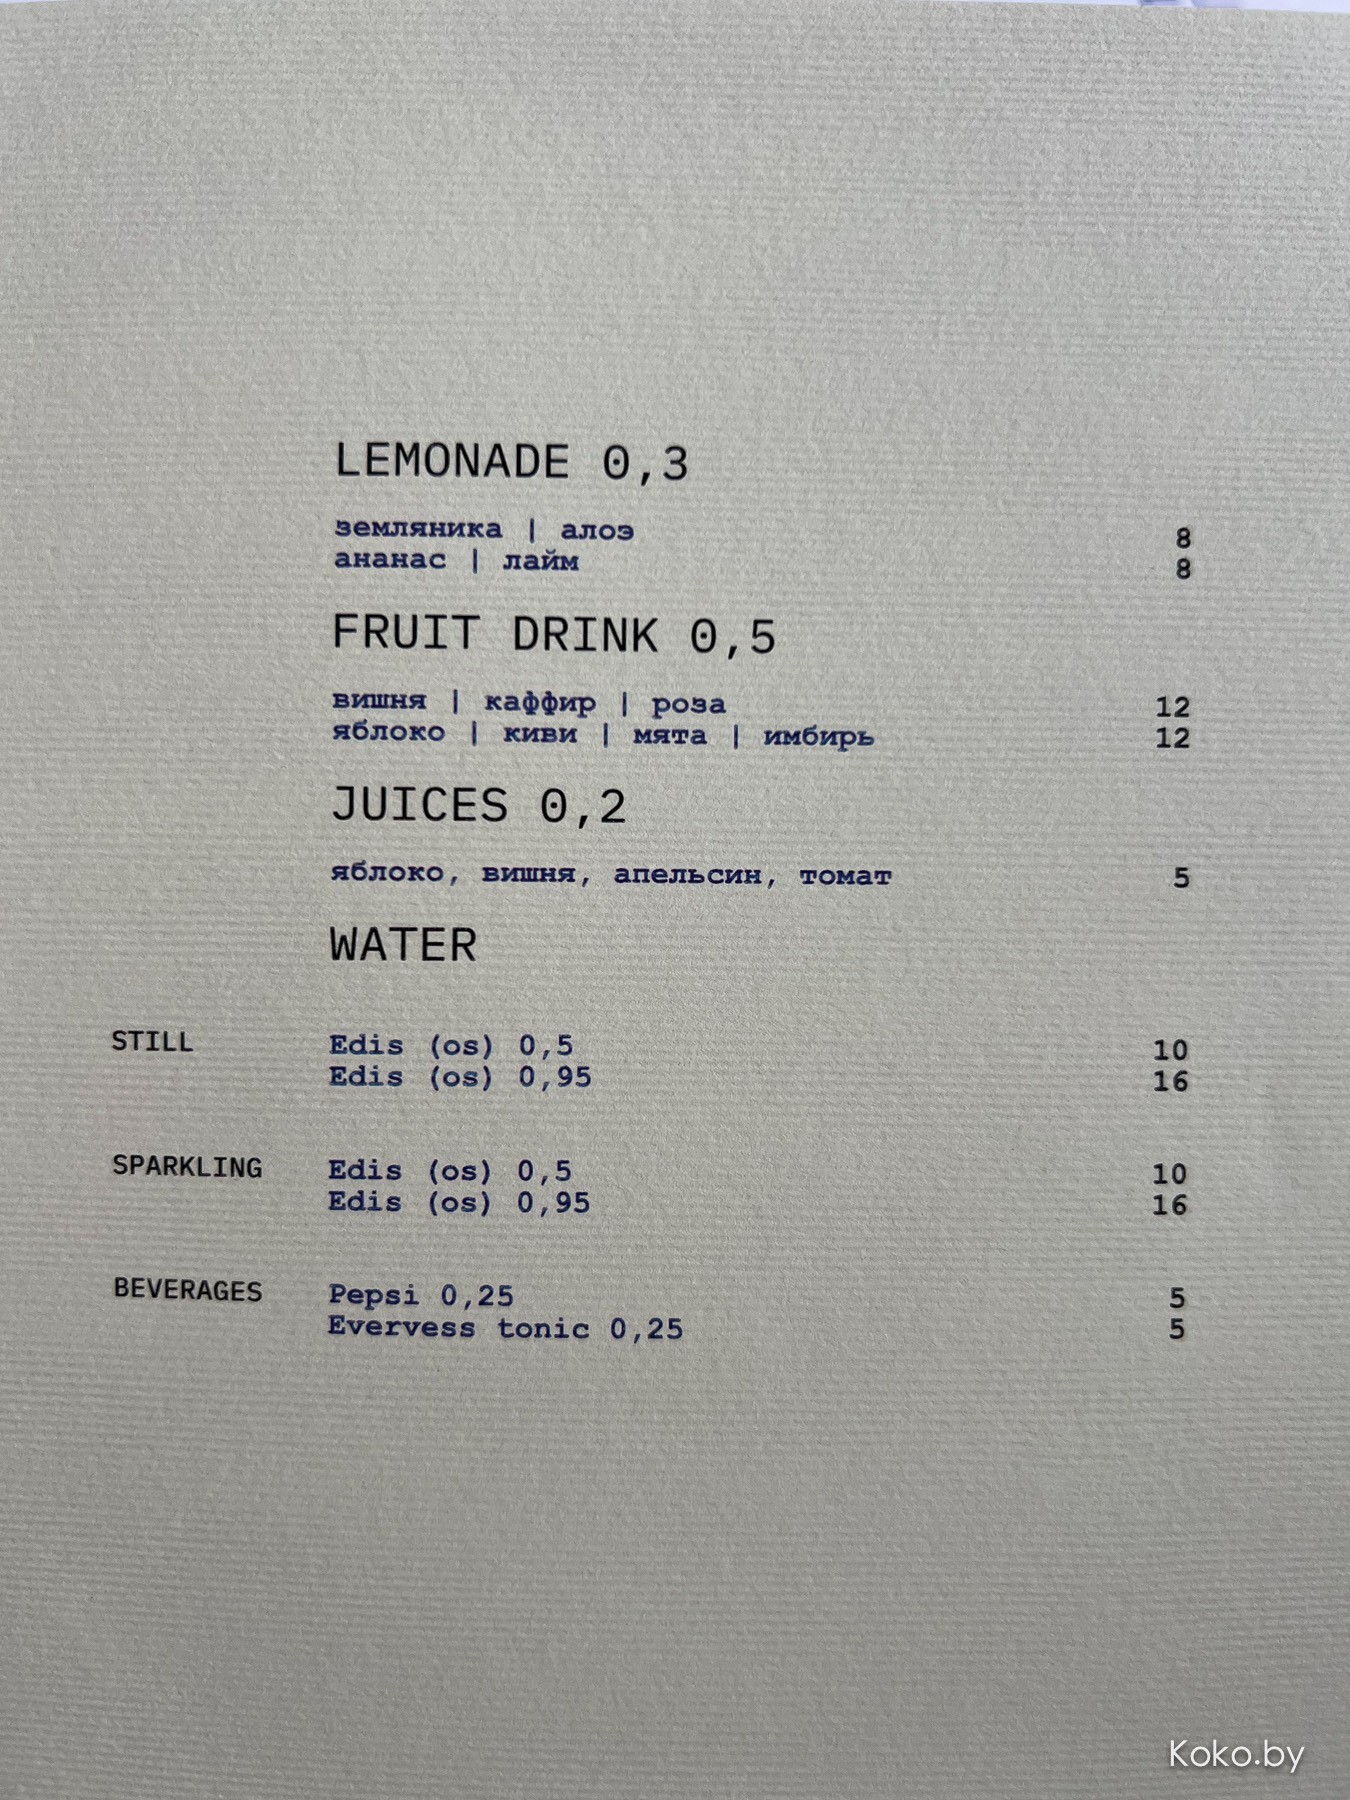 LEMONADE 0,3
земляника | алоэ 8
ананас | лайм 8
FRUIT DRINK 0,5
вишня | каффир | роза 12
яблоко | киви | мята | имбирь 12
JUICES 0,2
яблоко, вишня, апельсин, томат 5
WATER
STILL Edis (os) 0,5 10
Edis (os) 0,95 16
SPARKLING Edis (os) 0,5 10
Edis (os) 0,95 16
BEVERAGES Pepsi 0,25 5
Evervess tonic 0,25 5
Koko.by